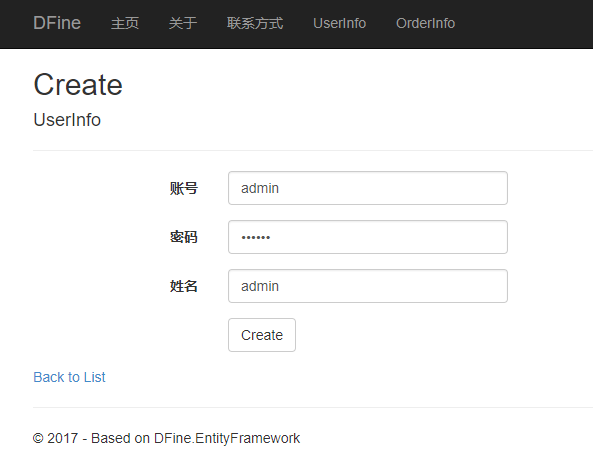 DFine 主页 关于 联系方式 UserInfo OrderInfo
Create
UserInfo
账号 admin
密码 ••••••
姓名 admin
Create
Back to List
© 2017 - Based on DFine.EntityFramework